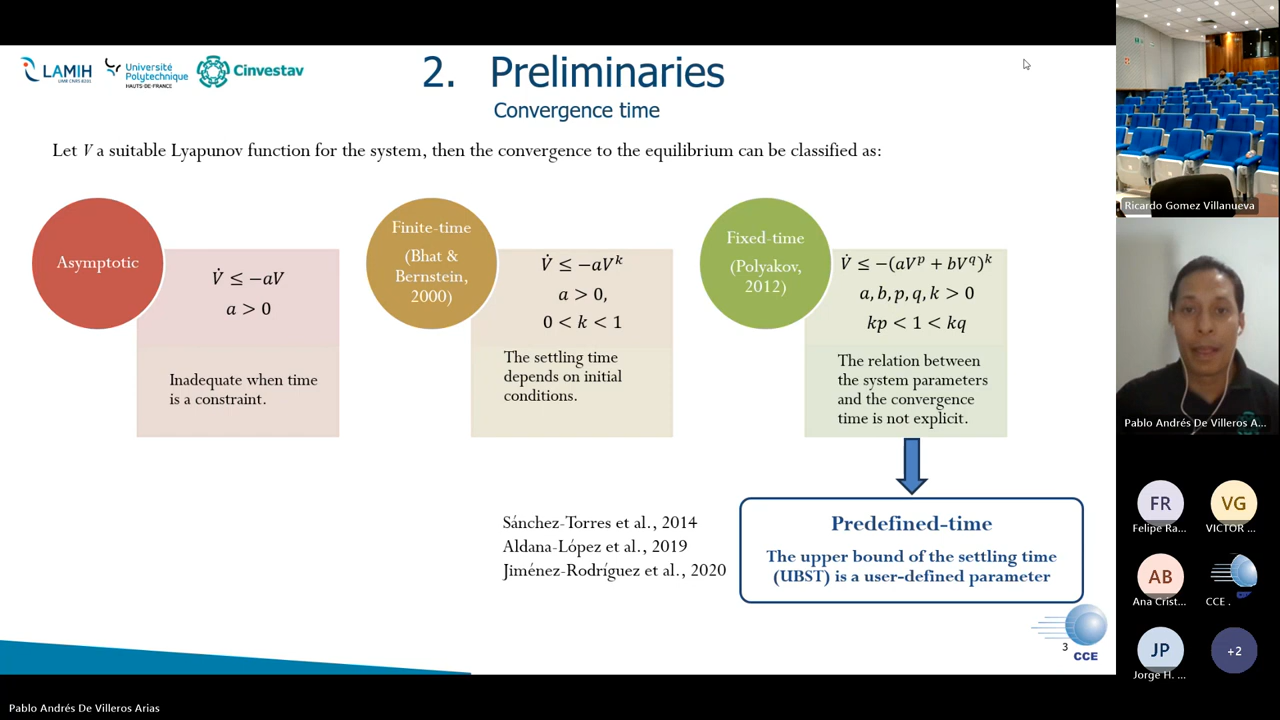 LAMIH
UMR CNRS 8201
Université
Polytechnique
HAUTS-DE-FRANCE
Cinvestav
2. Preliminaries
Convergence time
Let V a suitable Lyapunov function for the system, then the convergence to the equilibrium can be classified as:
Asymptotic
V̇ ≤ −aV
a > 0
Inadequate when time
is a constraint.
Finite-time
(Bhat &
Bernstein,
2000)
V̇ ≤ −aVᵏ
a > 0,
0 < k < 1
The settling time
depends on initial
conditions.
Fixed-time
(Polyakov,
2012)
V̇ ≤ −(aVᵖ + bV^q)ᵏ
a, b, p, q, k > 0
kp < 1 < kq
The relation between
the system parameters
and the convergence
time is not explicit.
Sánchez-Torres et al., 2014
Aldana-López et al., 2019
Jiménez-Rodríguez et al., 2020
Predefined-time
The upper bound of the settling time
(UBST) is a user-defined parameter
3
CCE
Ricardo Gomez Villanueva
Pablo Andrés De Villeros A...
FR
Felipe Ra...
VG
VICTOR ...
AB
Ana Crist...
CCE .
JP
Jorge H. ...
+2
Pablo Andrés De Villeros Arias